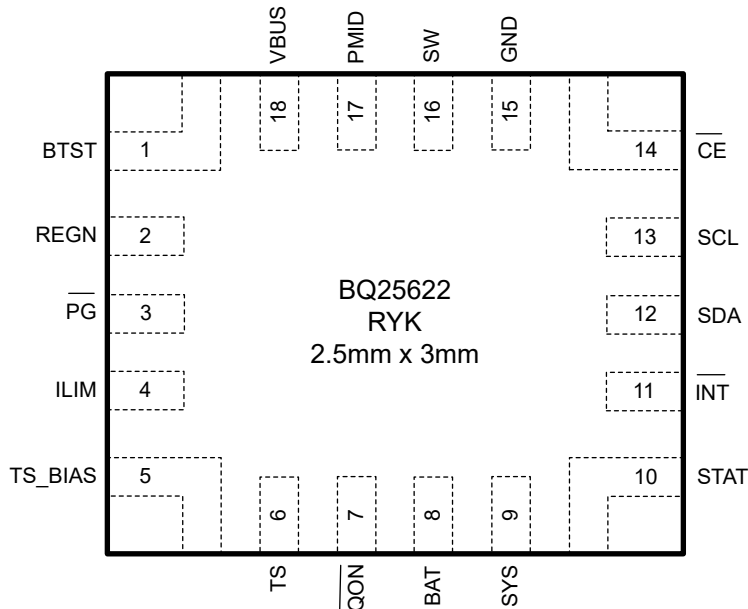 VBUS
PMID
SW
GND
18
17
16
15
BTST
1
14
CE
REGN
2
13
SCL
PG
3
12
SDA
ILIM
4
11
INT
TS_BIAS
5
10
STAT
BQ25622
RYK
2.5mm x 3mm
6
7
8
9
TS
QON
BAT
SYS